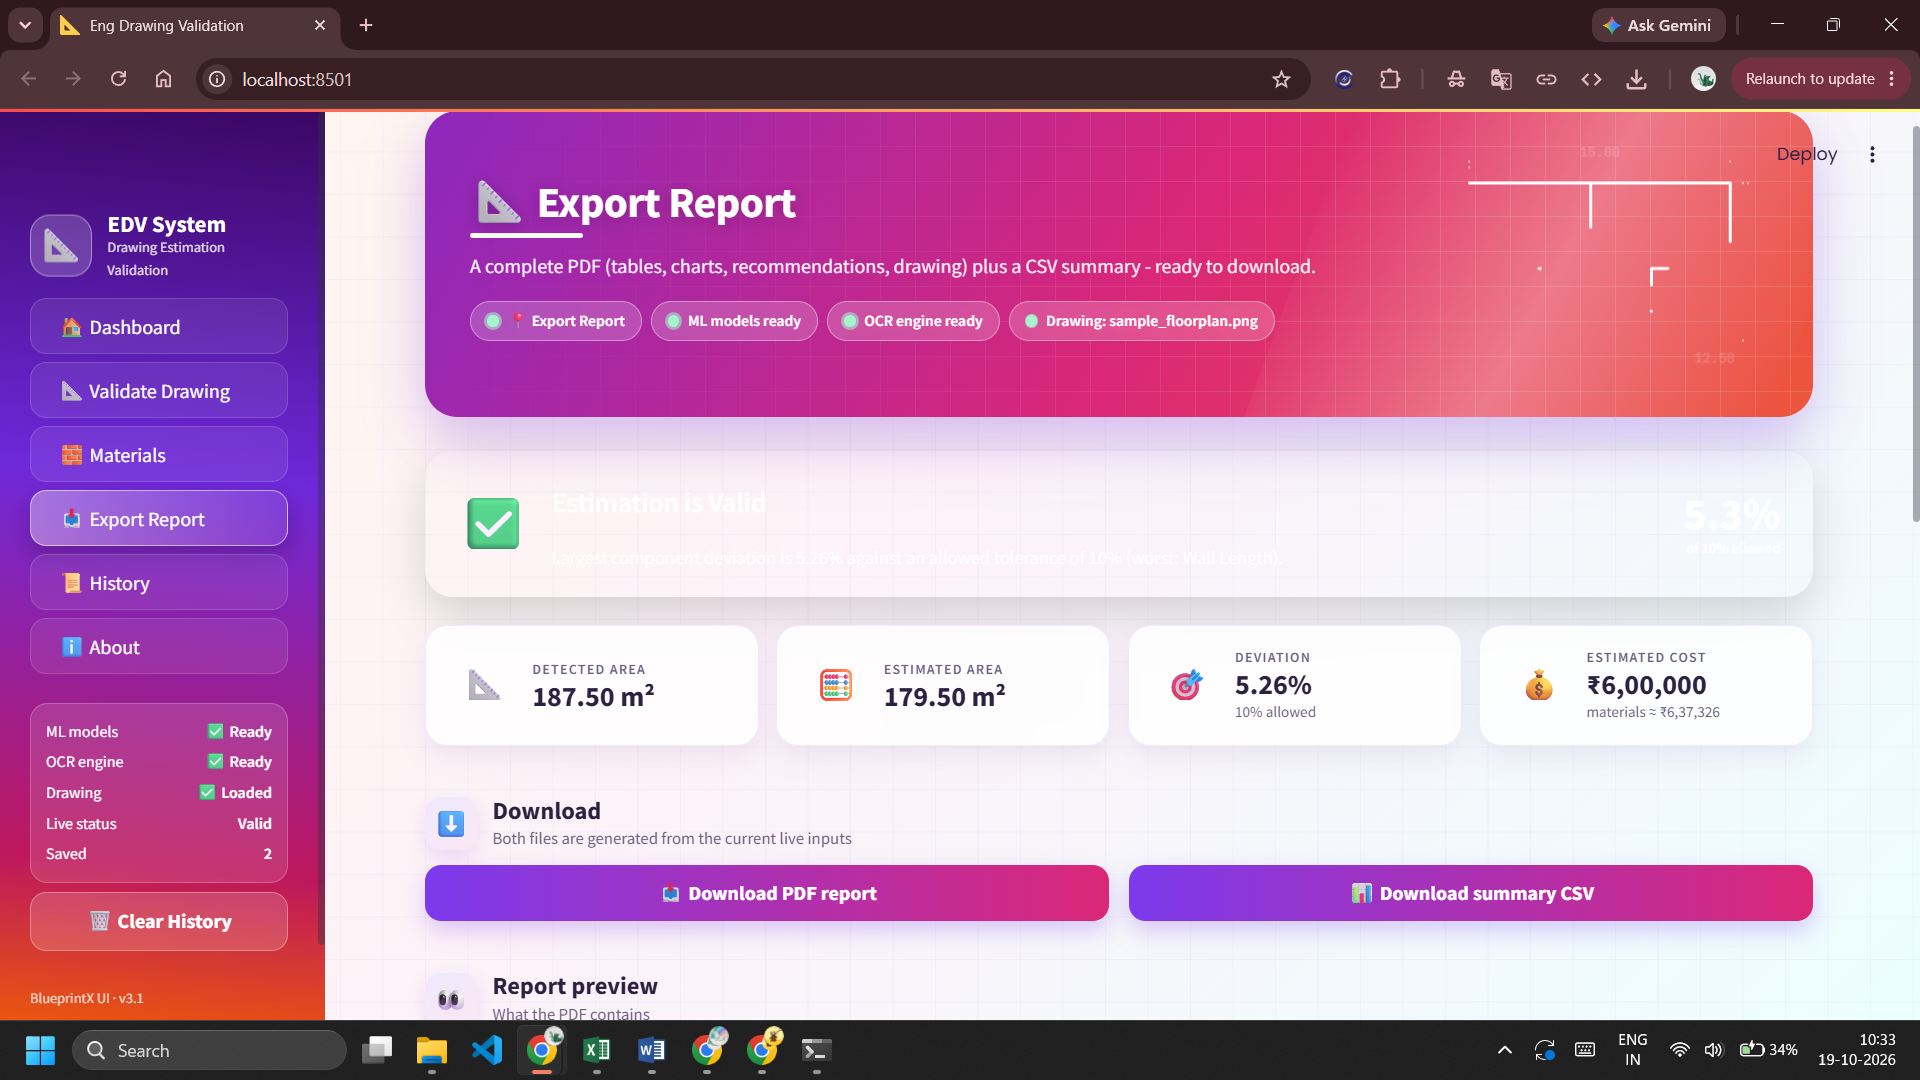 Eng Drawing Validation
Ask Gemini
localhost:8501
Relaunch to update
Deploy
EDV System
Drawing Estimation
Validation
Dashboard
Validate Drawing
Materials
Export Report
History
About
ML models Ready
OCR engine Ready
Drawing Loaded
Live status Valid
Saved 2
Clear History
BlueprintX UI · v3.1
Export Report
A complete PDF (tables, charts, recommendations, drawing) plus a CSV summary - ready to download.
Export Report
ML models ready
OCR engine ready
Drawing: sample_floorplan.png
15.00
12.50
Estimation is Valid
Largest component deviation is 5.26% against an allowed tolerance of 10% (worst: Wall Length).
5.3%
of 10% allowed
DETECTED AREA
187.50 m²
ESTIMATED AREA
179.50 m²
DEVIATION
5.26%
10% allowed
ESTIMATED COST
₹6,00,000
materials ≈ ₹6,37,326
Download
Both files are generated from the current live inputs
Download PDF report
Download summary CSV
Report preview
What the PDF contains
Search
ENG
IN
34%
10:33
19-10-2026